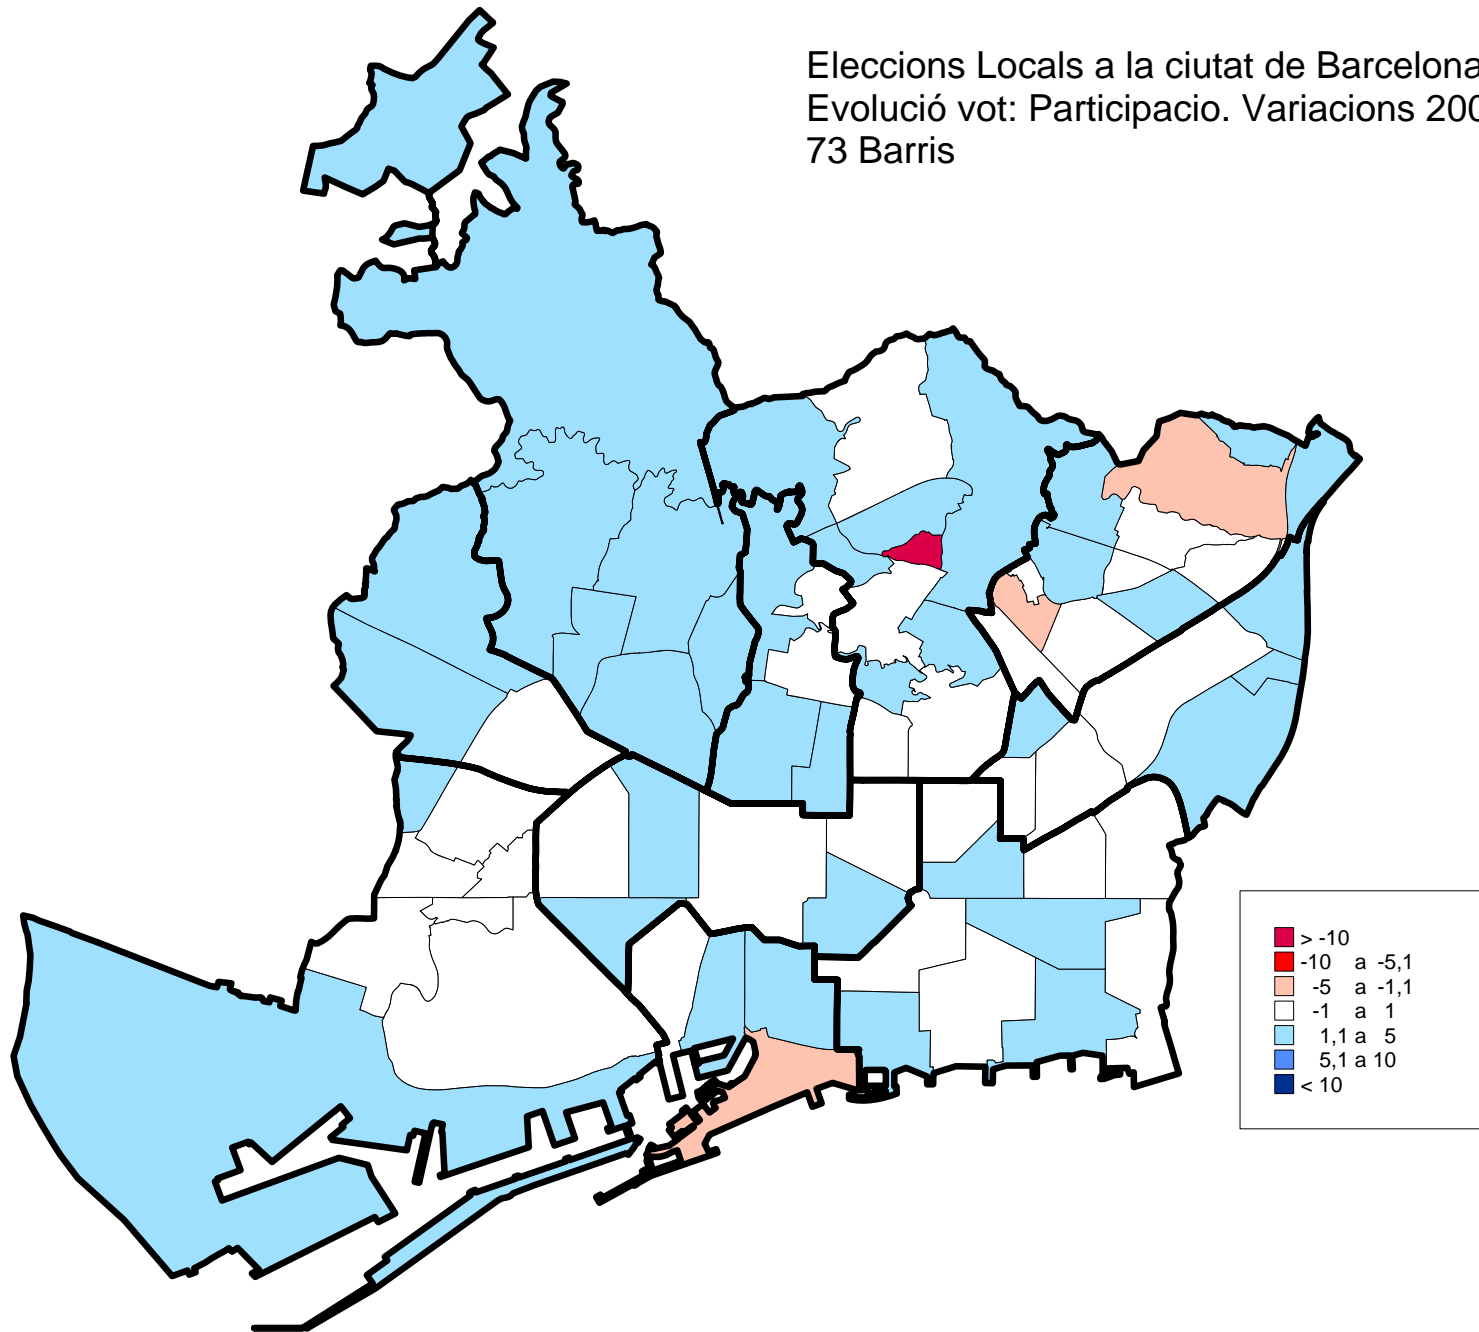 Eleccions Locals a la ciutat de Barcelona
Evolució vot: Participacio. Variacions 200
73 Barris
> -10
-10 a -5,1
-5 a -1,1
-1 a 1
1,1 a 5
5,1 a 10
< 10